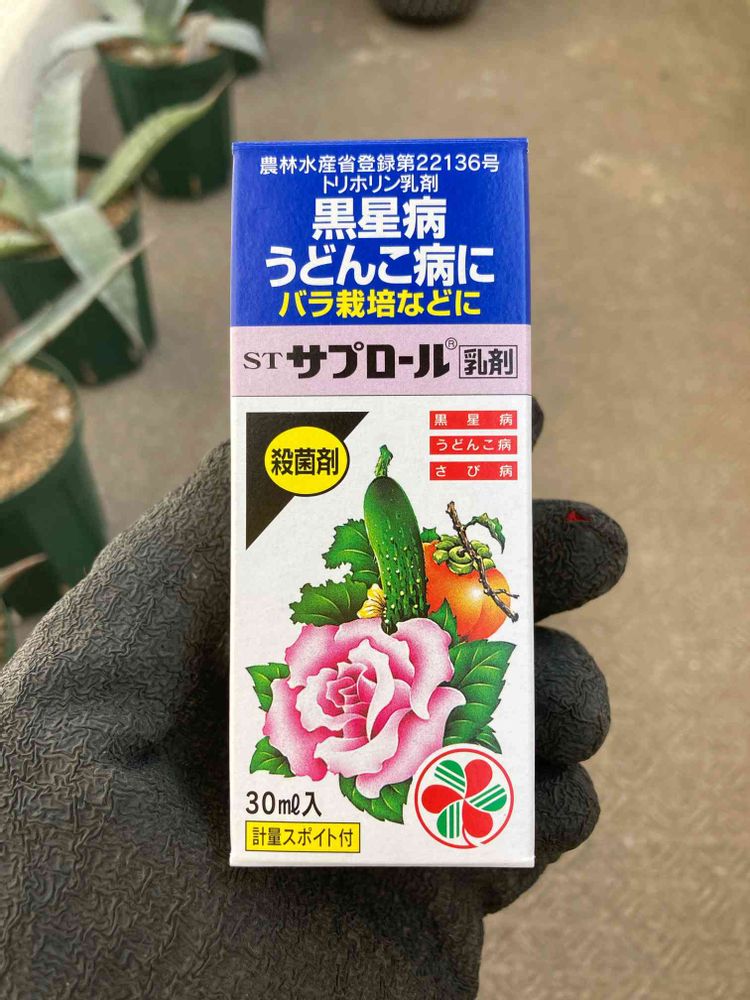 農林水産省登録第22136号
トリホリン乳剤
黒星病
うどんこ病に
バラ栽培などに
STサプロール®乳剤
殺菌剤
黒星病
うどんこ病
さび病
30mℓ入
計量スポイト付